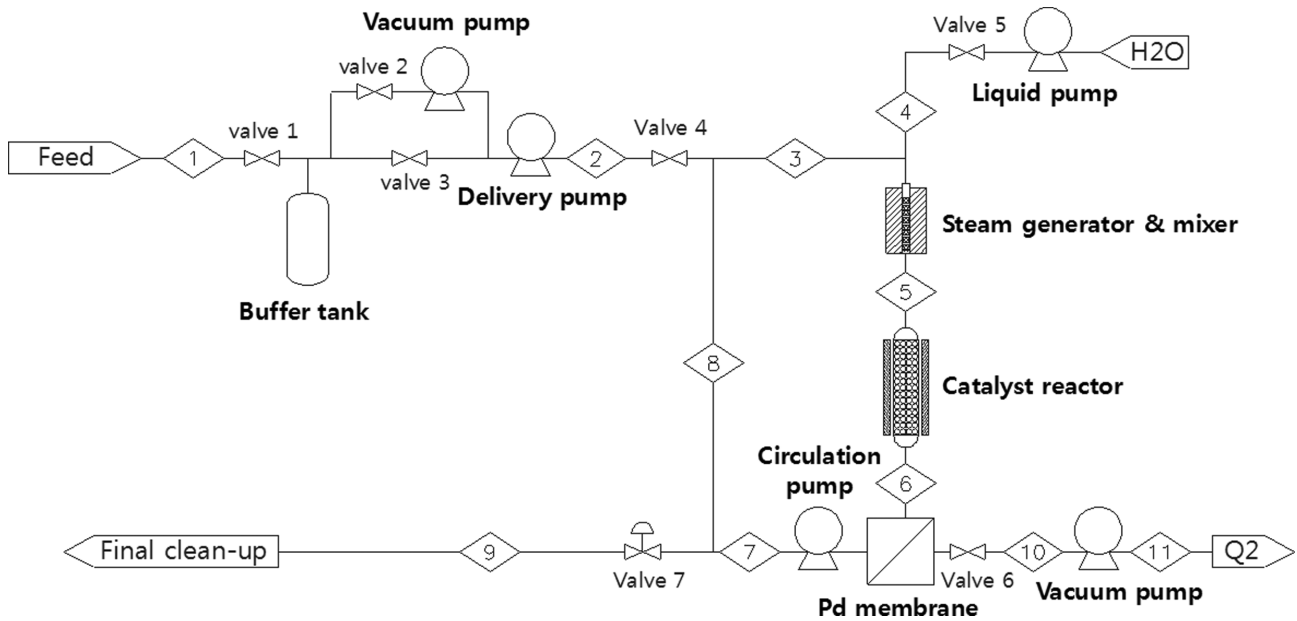 Vacuum pump
Valve 5
H2O
valve 2
Liquid pump
4
valve 1
Valve 4
Feed
1
2
3
valve 3
Delivery pump
Steam generator & mixer
Buffer tank
5
8
Catalyst reactor
Circulation
pump
6
Final clean-up
9
7
10
11
Q2
Valve 7
Valve 6
Pd membrane
Vacuum pump